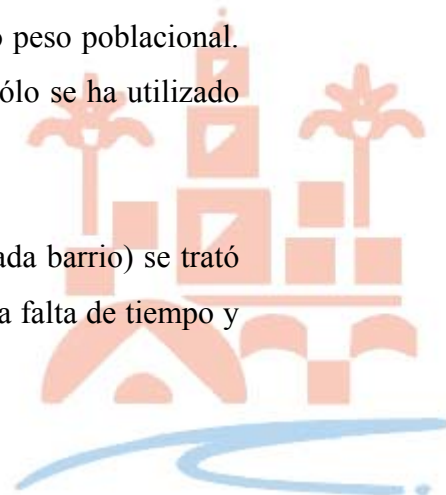 peso poblacional.
ólo se ha utilizado
ada barrio) se trató
a falta de tiempo y